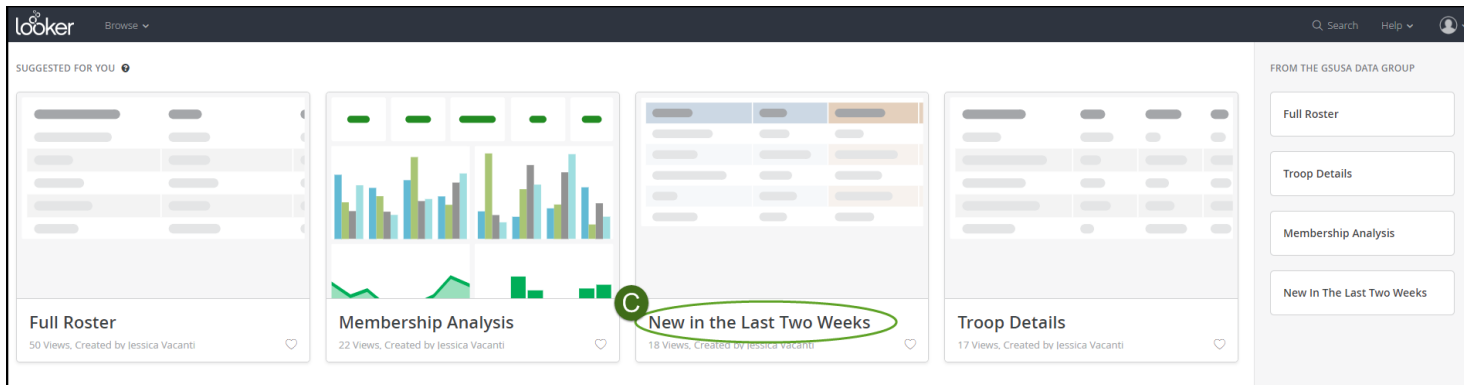 looker
Browse
Search
Help
SUGGESTED FOR YOU ?
FROM THE GSUSA DATA GROUP
Full Roster
50 Views, Created by Jessica Vacanti
Membership Analysis
22 Views, Created by Jessica Vacanti
C
New in the Last Two Weeks
18 Views, Created by Jessica Vacanti
Troop Details
17 Views, Created by Jessica Vacanti
Full Roster
Troop Details
Membership Analysis
New In The Last Two Weeks